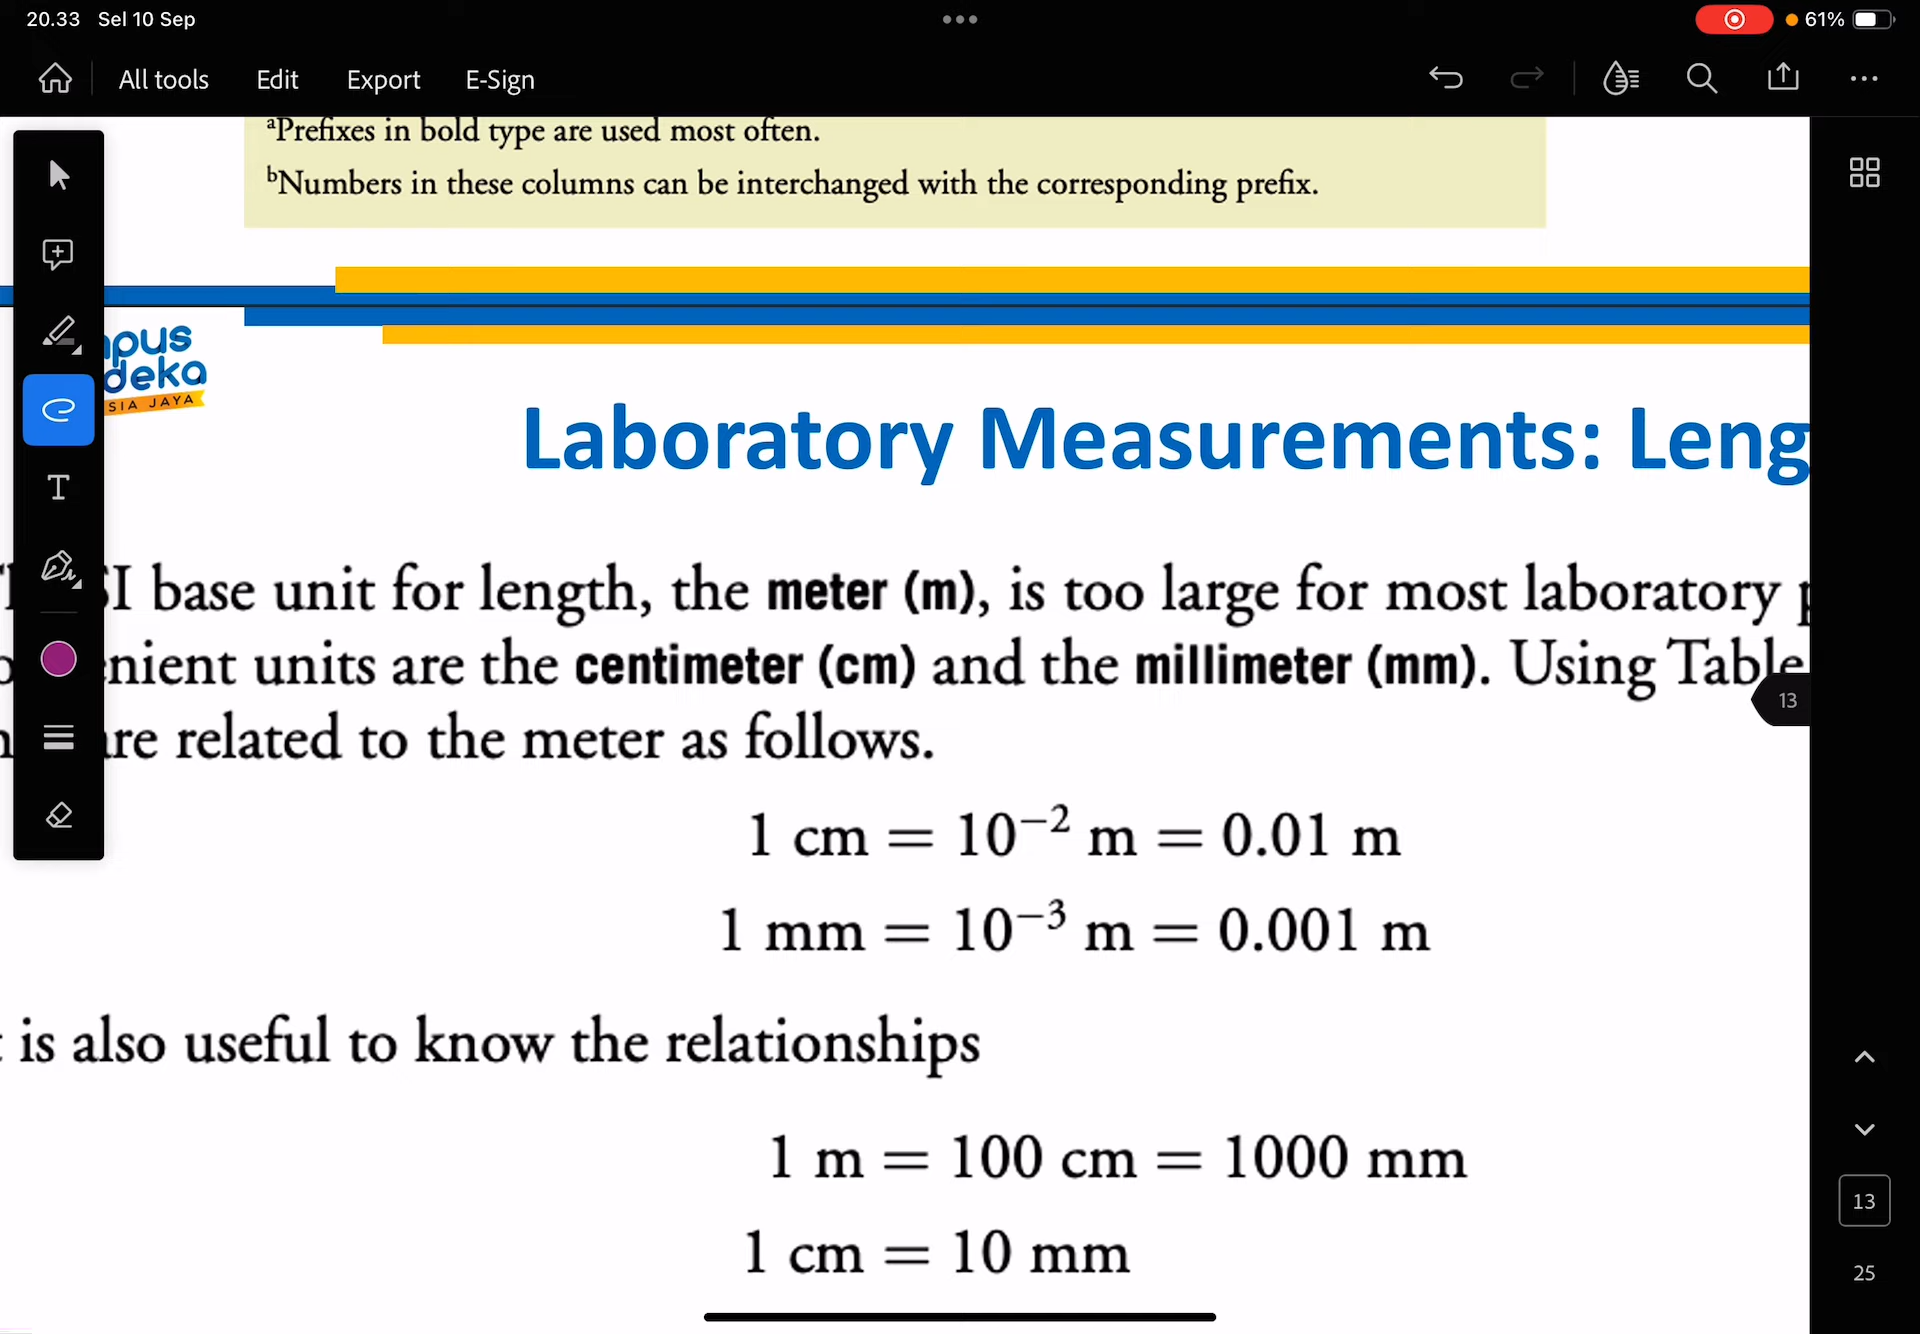 20.33 Sel 10 Sep
61%
All tools Edit Export E-Sign
ᵃPrefixes in bold type are used most often.
ᵇNumbers in these columns can be interchanged with the corresponding prefix.
pus
deka
SIA JAYA
Laboratory Measurements: Leng
SI base unit for length, the meter (m), is too large for most laboratory p
nient units are the centimeter (cm) and the millimeter (mm). Using Table
13
are related to the meter as follows.
1 cm = 10⁻² m = 0.01 m
1 mm = 10⁻³ m = 0.001 m
is also useful to know the relationships
1 m = 100 cm = 1000 mm
1 cm = 10 mm
13
25